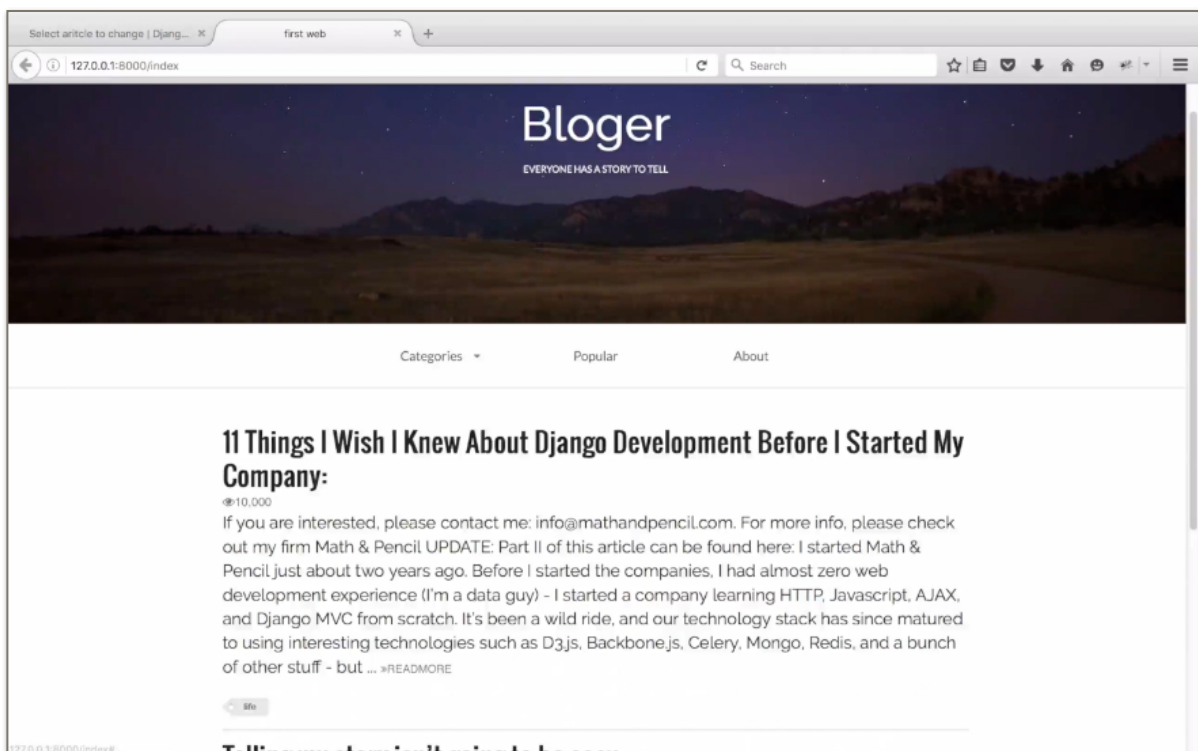 Select aritcle to change | Djang...
first web
127.0.0.1:8000/index
Search
Bloger
EVERYONE HAS A STORY TO TELL
Categories
Popular
About
11 Things I Wish I Knew About Django Development Before I Started My
Company:
10,000
If you are interested, please contact me: info@mathandpencil.com. For more info, please check
out my firm Math & Pencil UPDATE: Part II of this article can be found here: I started Math &
Pencil just about two years ago. Before I started the companies, I had almost zero web
development experience (I'm a data guy) - I started a company learning HTTP, Javascript, AJAX,
and Django MVC from scratch. It's been a wild ride, and our technology stack has since matured
to using interesting technologies such as D3.js, Backbone.js, Celery, Mongo, Redis, and a bunch
of other stuff - but ... »READMORE
life
127.0.0.1:8000/index#